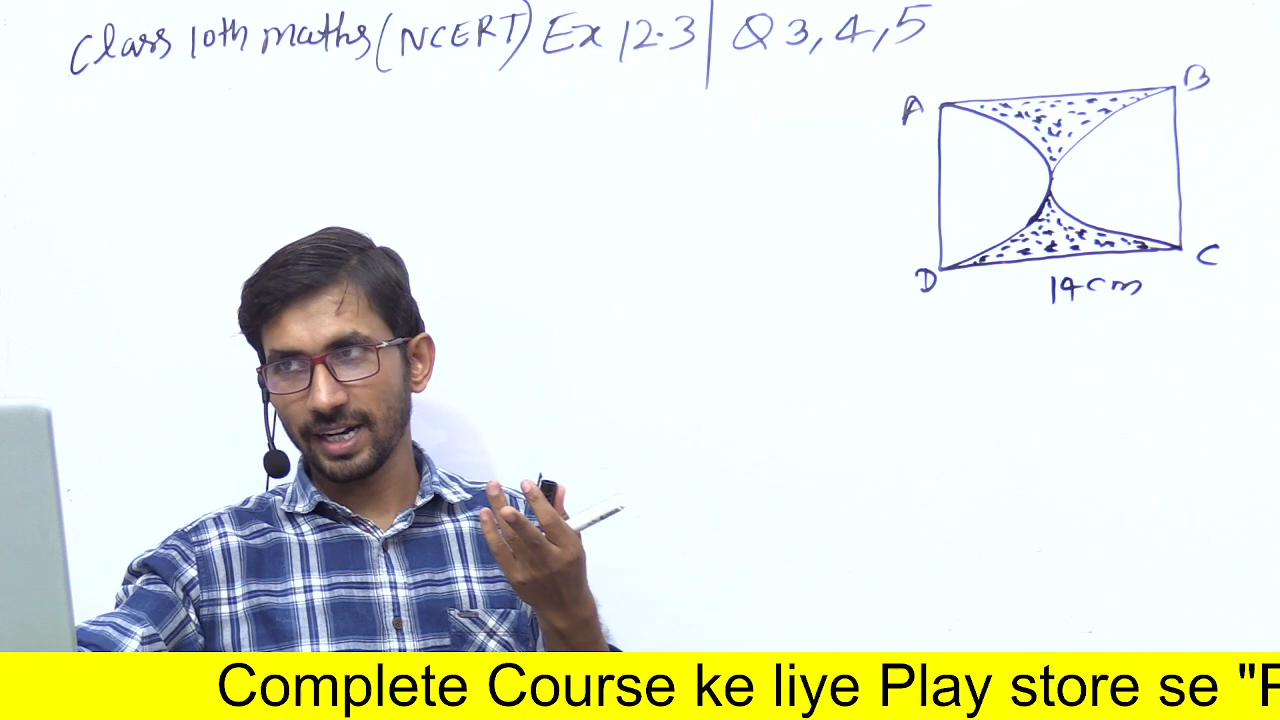 Class 10th maths (NCERT) Ex 12.3 | Q 3, 4, 5
A
B
D
C
14cm
Complete Course ke liye Play store se "P